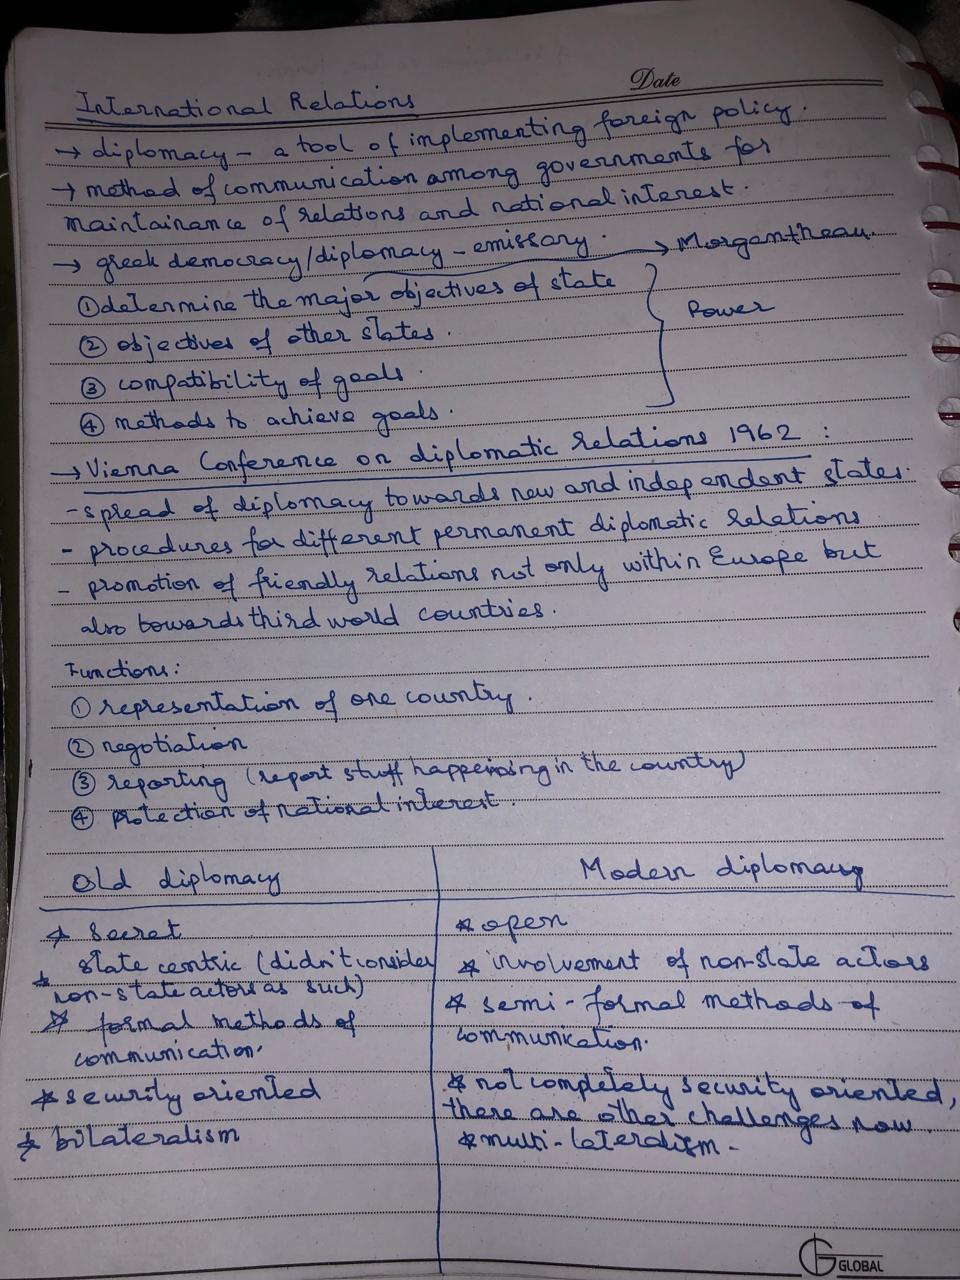 Date
International Relations
→ diplomacy - a tool of implementing foreign policy.
→ method of communication among governments for
maintainance of relations and national interest.
→ greek democracy/diplomacy - emissary. → Morgantheau.
① determine the major objectives of state
② objectives of other states.
③ compatibility of goals.
④ methods to achieve goals.
Power
→ Vienna Conference on diplomatic relations 1962 :
- spread of diplomacy towards new and independent states.
- procedures for different permanent diplomatic relations
- promotion of friendly relations not only within Europe but
also towards third world countries.
Functions:
① representation of one country.
② negotiation
③ reporting (report stuff happening in the country)
④ protection of national interest.
Old diplomacy
* secret
* state centric (didn't consider
non-state actors as such)
* formal methods of
communication.
* security oriented
* bilateralism
Modern diplomacy
* open
* involvement of non-state actors
* semi-formal methods of
communication.
* not completely security oriented,
there are other challenges now.
* multi-lateralism.
GLOBAL